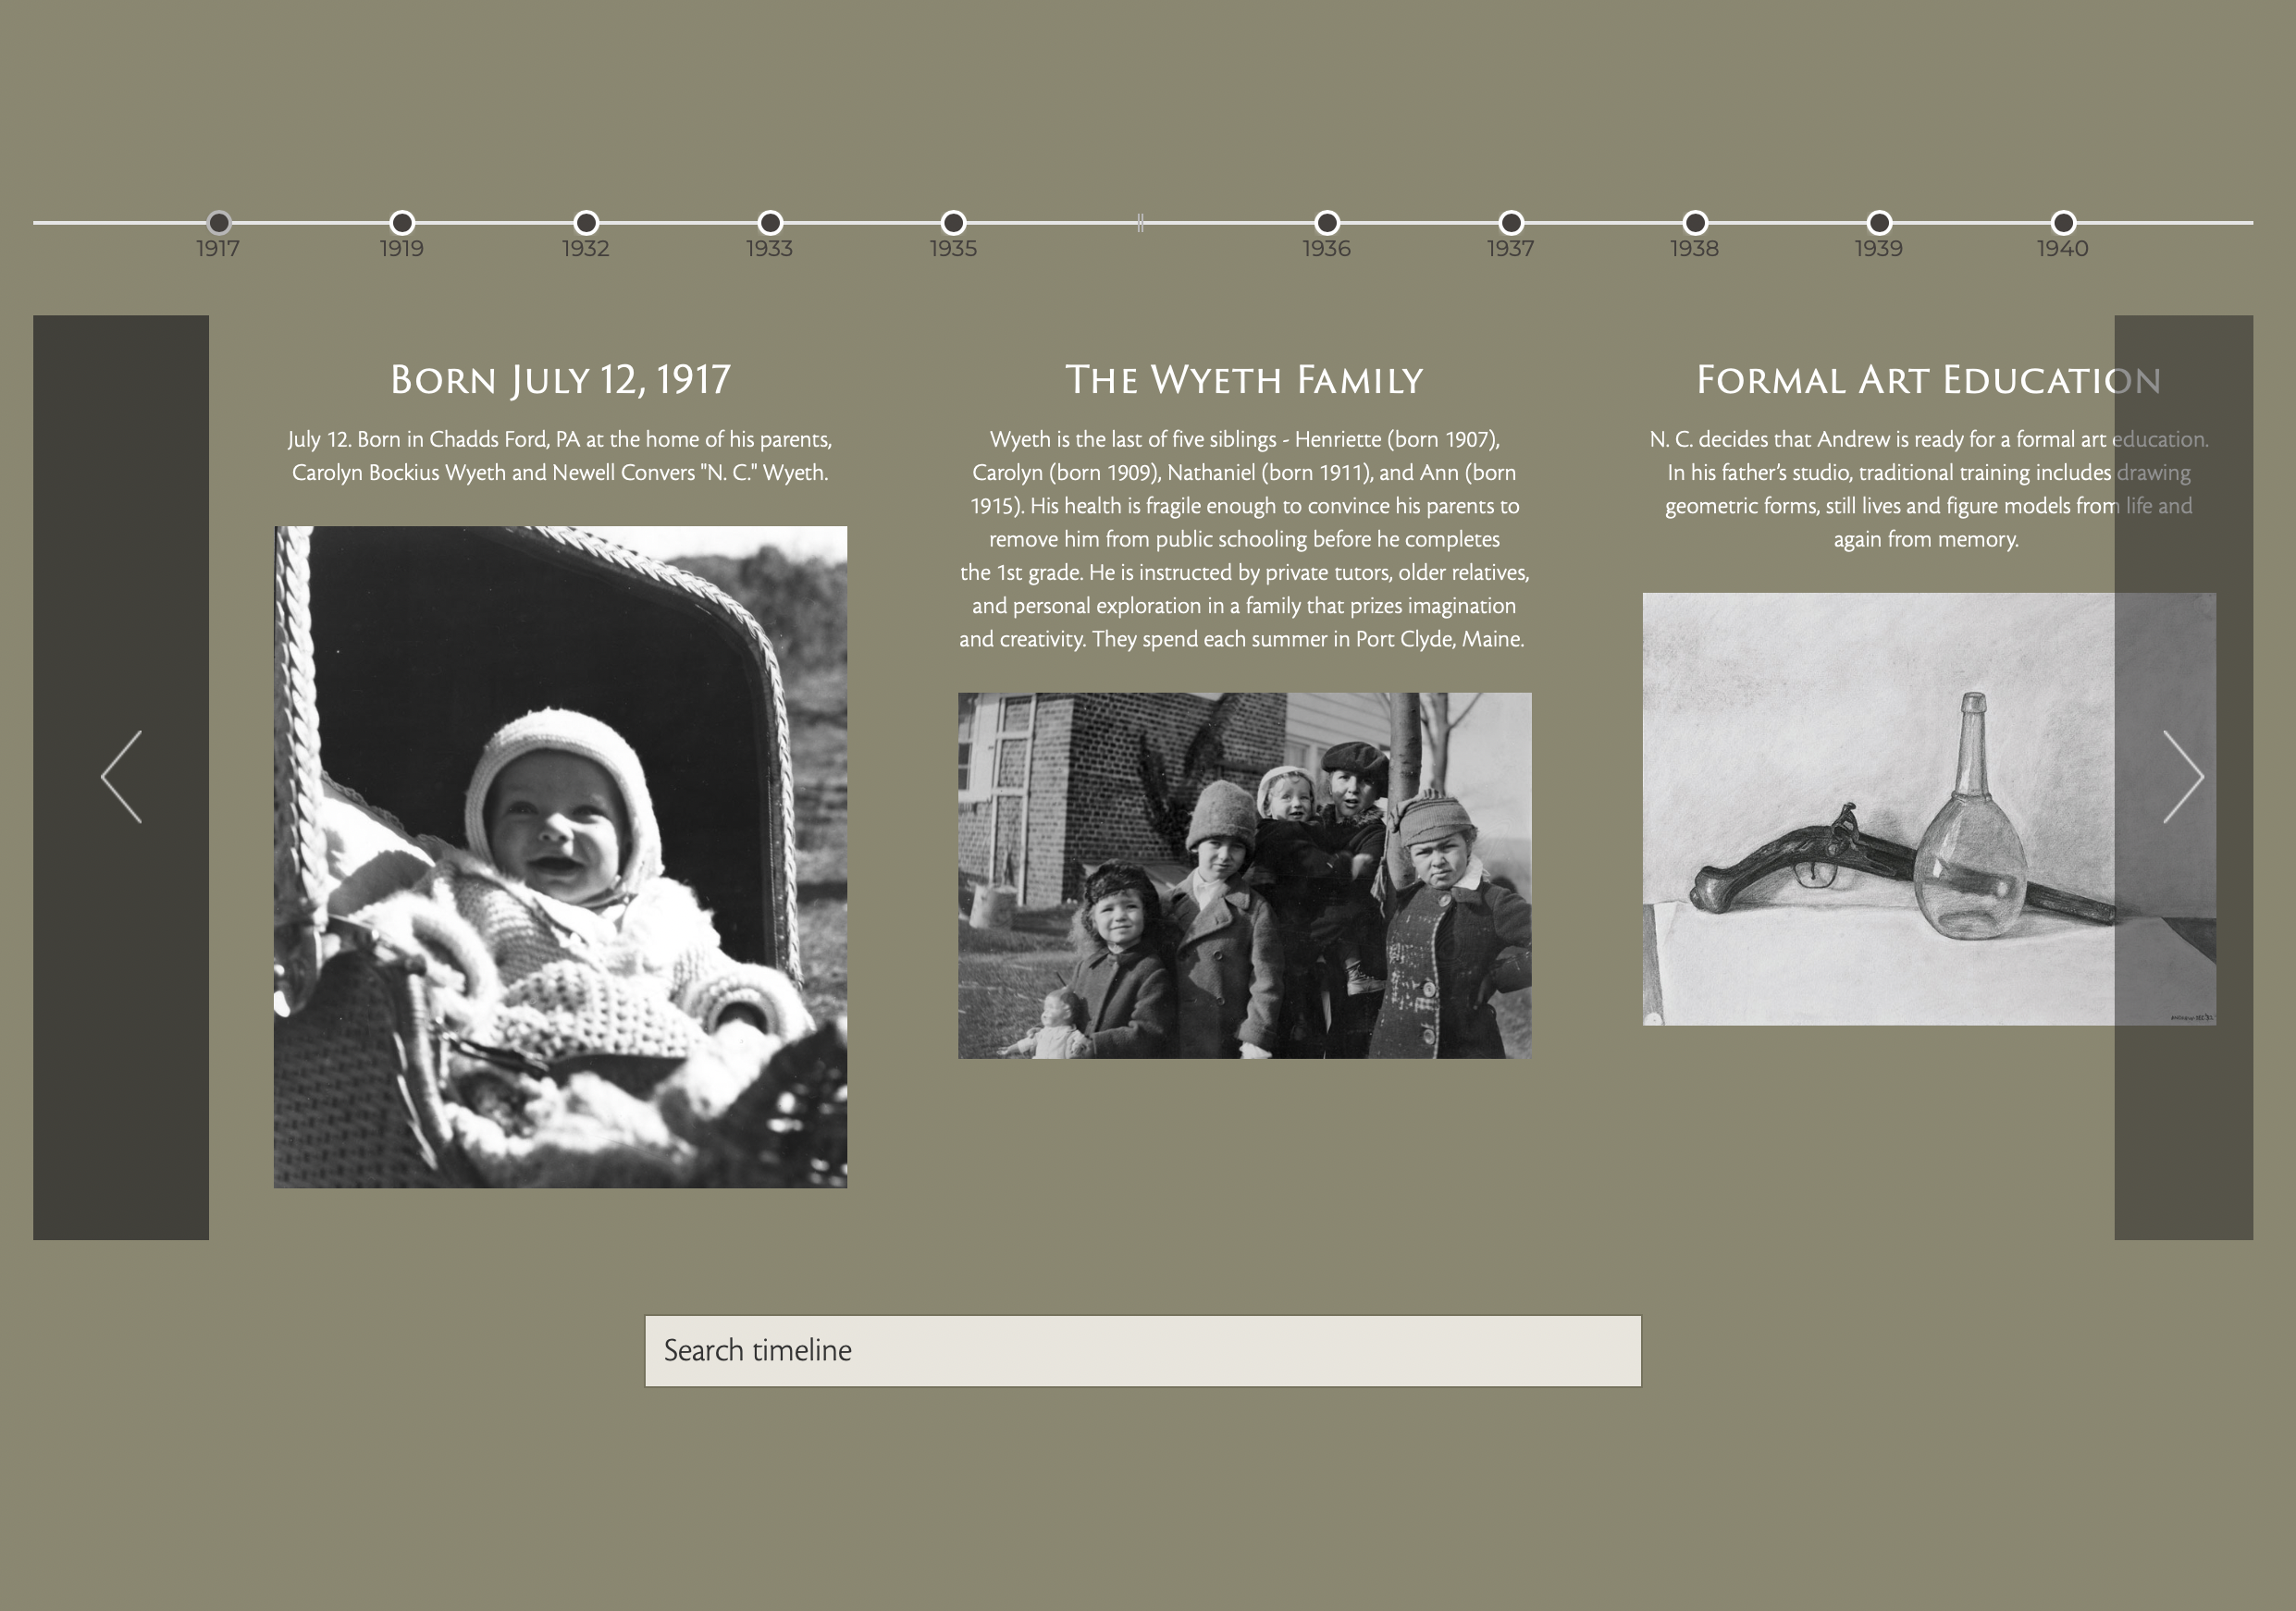 1917 1919 1932 1933 1935 1936 1937 1938 1939 1940
Born July 12, 1917
July 12. Born in Chadds Ford, PA at the home of his parents,
Carolyn Bockius Wyeth and Newell Convers "N. C." Wyeth.
The Wyeth Family
Wyeth is the last of five siblings - Henriette (born 1907),
Carolyn (born 1909), Nathaniel (born 1911), and Ann (born
1915). His health is fragile enough to convince his parents to
remove him from public schooling before he completes
the 1st grade. He is instructed by private tutors, older relatives,
and personal exploration in a family that prizes imagination
and creativity. They spend each summer in Port Clyde, Maine.
Formal Art Education
N. C. decides that Andrew is ready for a formal art education.
In his father’s studio, traditional training includes drawing
geometric forms, still lives and figure models from life and
again from memory.
Search timeline